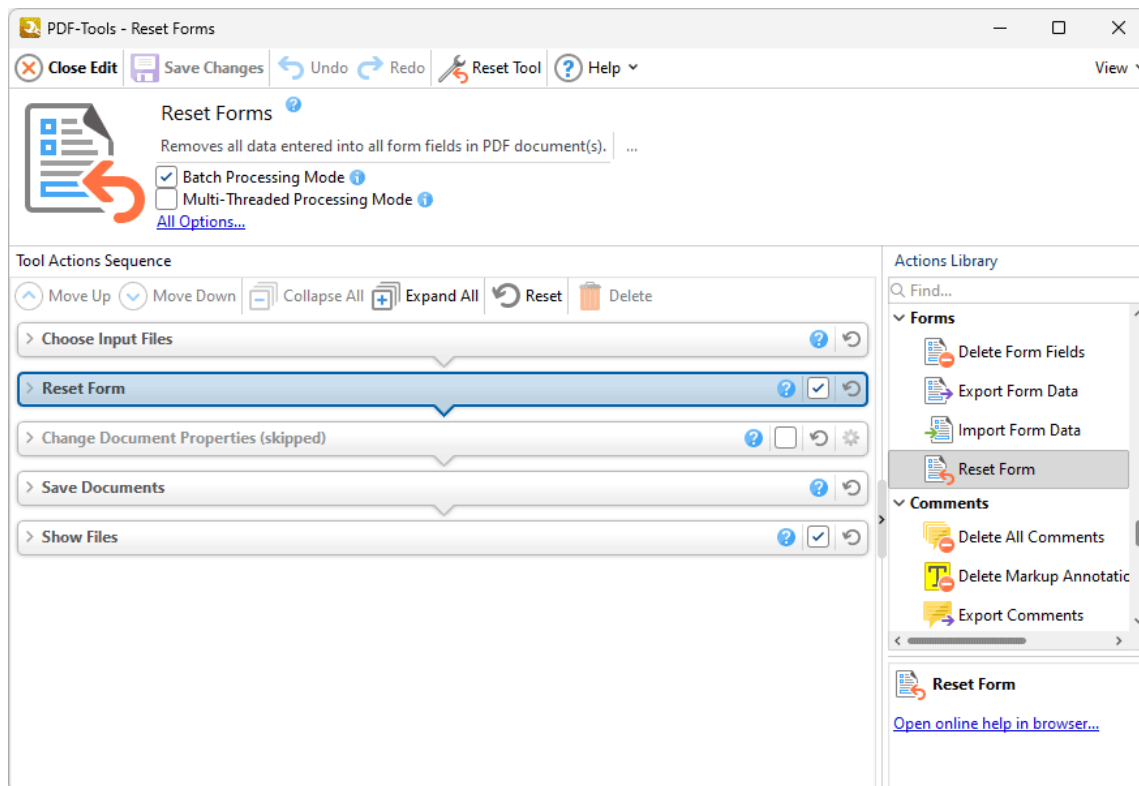 PDF-Tools - Reset Forms
Close Edit Save Changes Undo Redo Reset Tool ? Help View
Reset Forms ?
Removes all data entered into all form fields in PDF document(s). ...
Batch Processing Mode i
Multi-Threaded Processing Mode i
All Options...
Tool Actions Sequence
Move Up Move Down Collapse All Expand All Reset Delete
Choose Input Files ?
Reset Form ?
Change Document Properties (skipped) ?
Save Documents ?
Show Files ?
Actions Library
Find...
Forms
Delete Form Fields
Export Form Data
Import Form Data
Reset Form
Comments
Delete All Comments
T Delete Markup Annotatic
Export Comments
Reset Form
Open online help in browser...